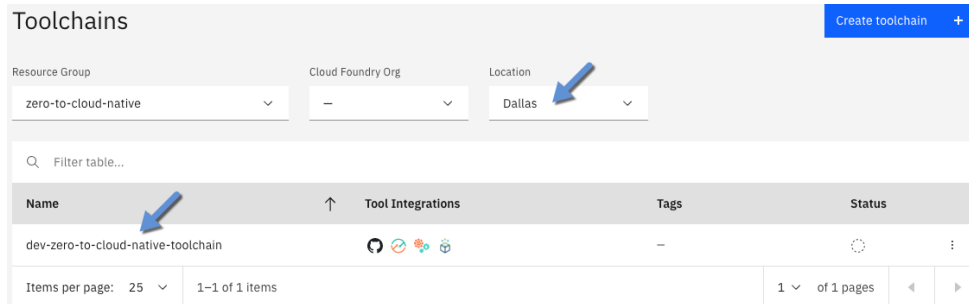 Toolchains
Create toolchain +
Resource Group Cloud Foundry Org Location
zero-to-cloud-native – Dallas
Filter table...
Name Tool Integrations Tags Status
dev-zero-to-cloud-native-toolchain –
Items per page: 25 1–1 of 1 items 1 of 1 pages